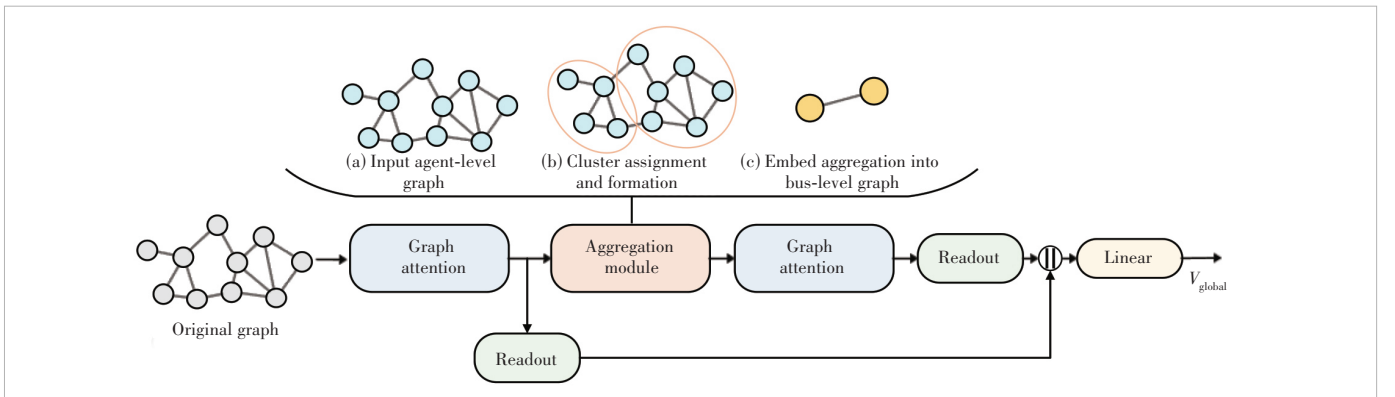 (a) Input agent-level
graph
(b) Cluster assignment
and formation
(c) Embed aggregation into
bus-level graph
Original graph
Graph
attention
Aggregation
module
Graph
attention
Readout
Linear
V_global
Readout